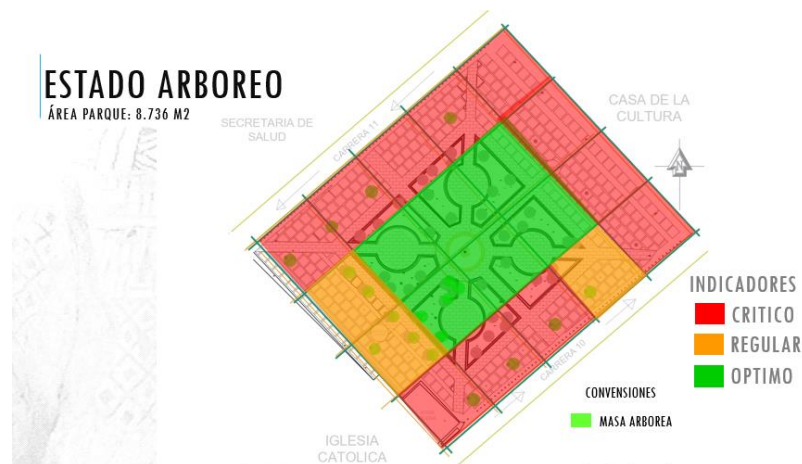 ESTADO ARBOREO
ÁREA PARQUE: 8.736 M2
SECRETARIA DE
SALUD
CARRERA 11
CASA DE LA
CULTURA
N
INDICADORES
CRITICO
REGULAR
OPTIMO
CARRERA 10
CONVENSIONES
MASA ARBOREA
IGLESIA
CATOLICA